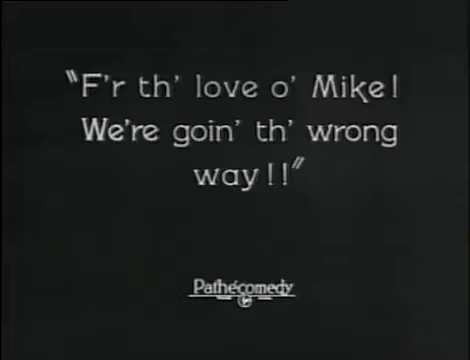 "F'r th' love o' Mike!
We're goin' th' wrong
way!!"
Pathécomedy